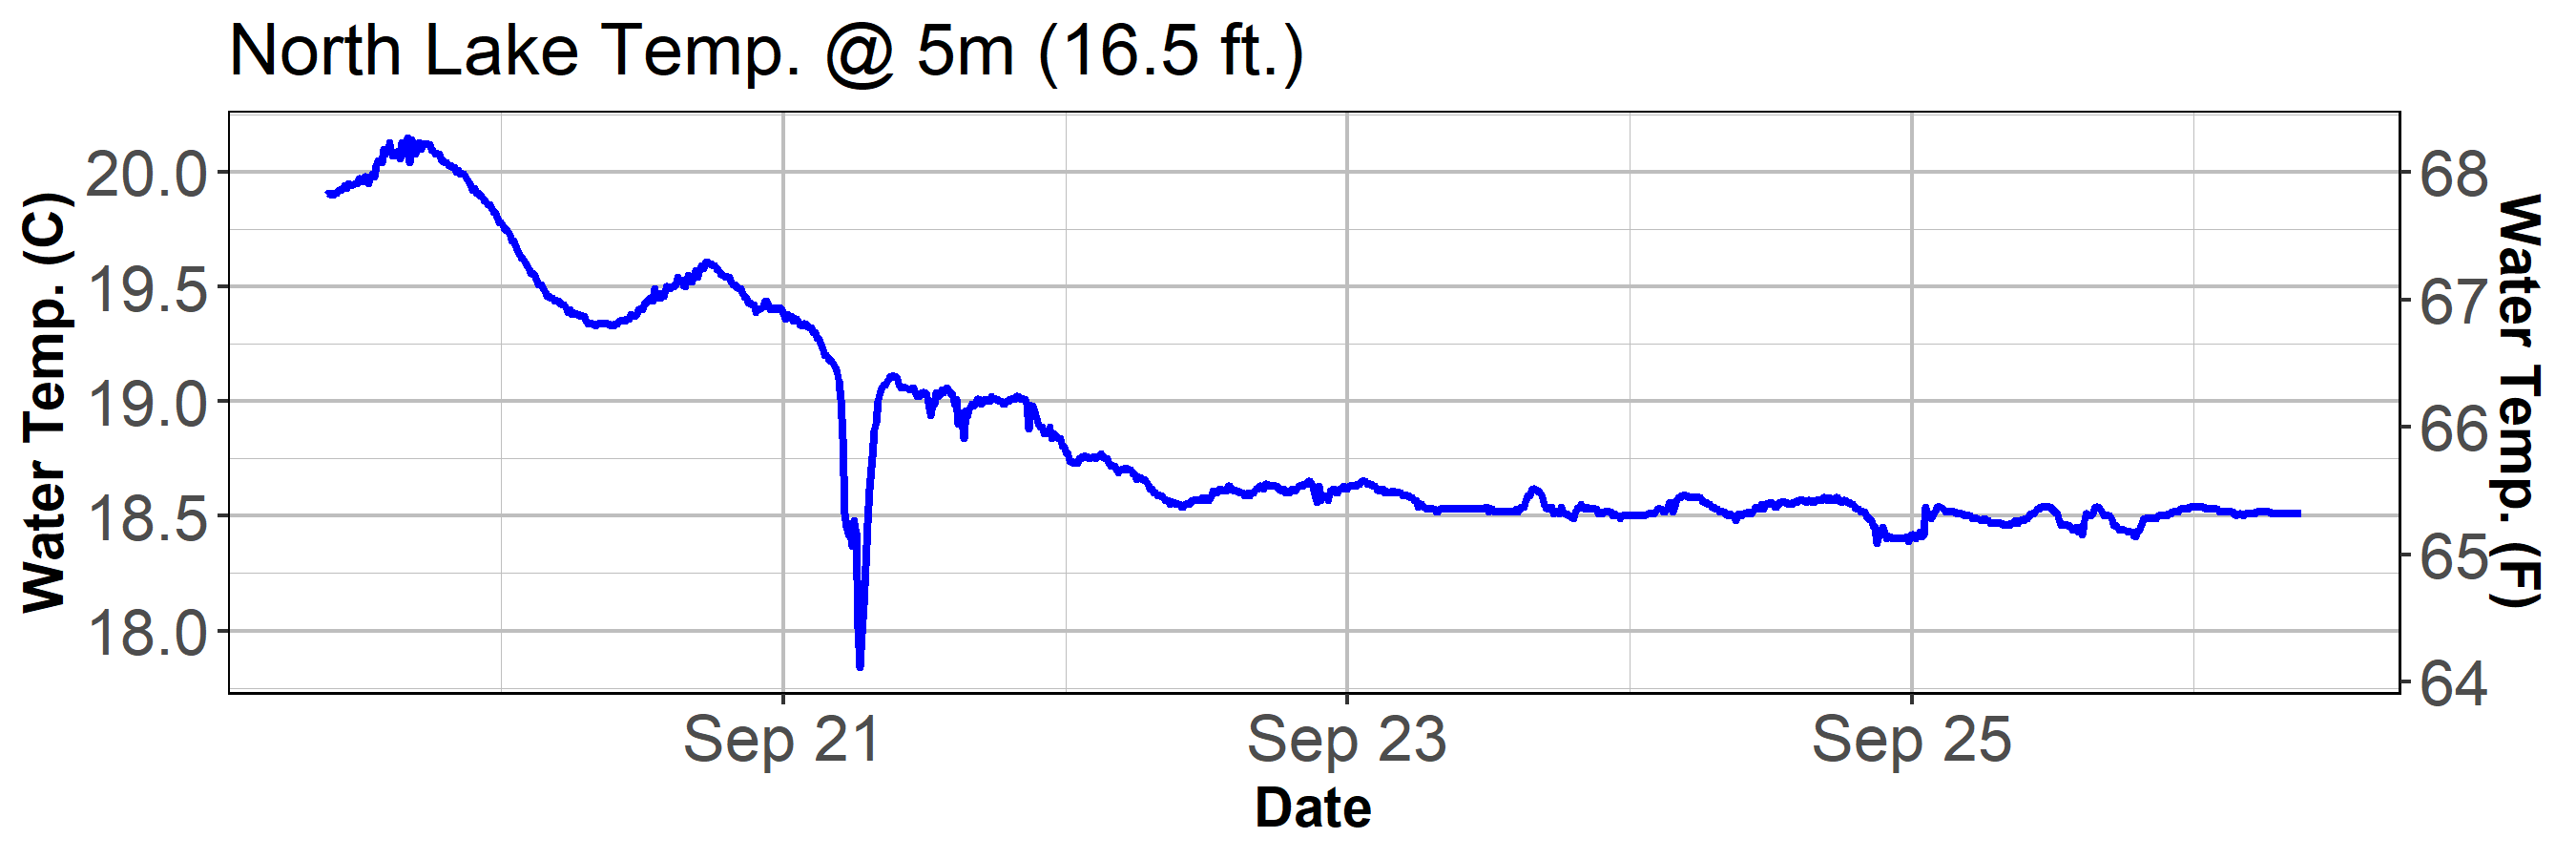 North Lake Temp. @ 5m (16.5 ft.)
Water Temp. (C)
20.0
19.5
19.0
18.5
18.0
68
67
66
65
64
Water Temp. (F)
Sep 21
Sep 23
Sep 25
Date